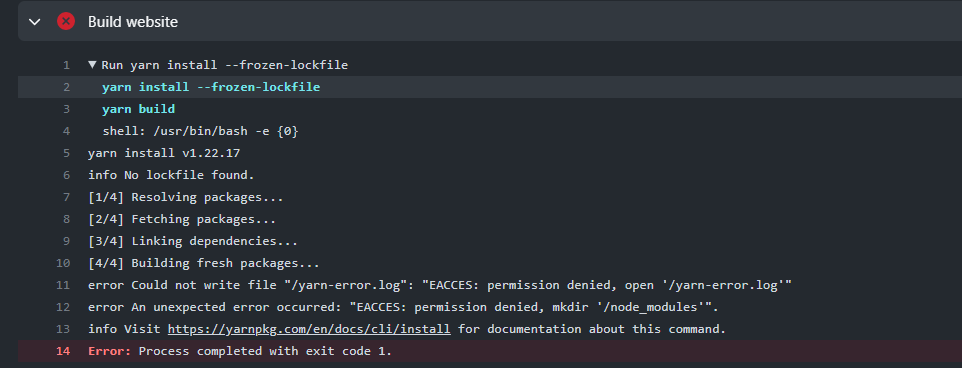 Build website
1 ▼ Run yarn install --frozen-lockfile
2 yarn install --frozen-lockfile
3 yarn build
4 shell: /usr/bin/bash -e {0}
5 yarn install v1.22.17
6 info No lockfile found.
7 [1/4] Resolving packages...
8 [2/4] Fetching packages...
9 [3/4] Linking dependencies...
10 [4/4] Building fresh packages...
11 error Could not write file "/yarn-error.log": "EACCES: permission denied, open '/yarn-error.log'"
12 error An unexpected error occurred: "EACCES: permission denied, mkdir '/node_modules'".
13 info Visit https://yarnpkg.com/en/docs/cli/install for documentation about this command.
14 Error: Process completed with exit code 1.